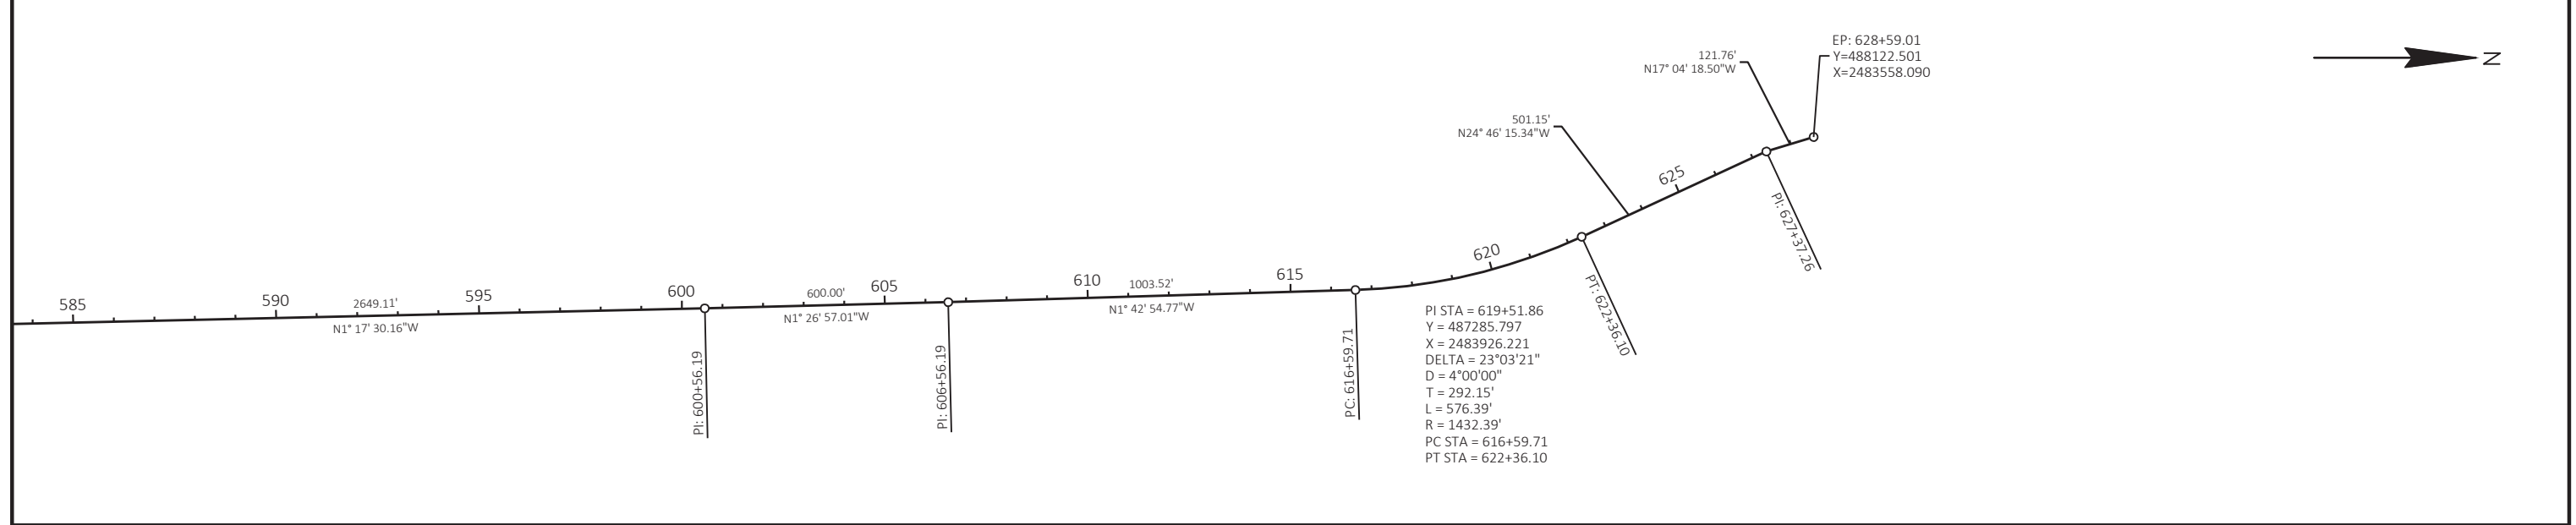 EP: 628+59.01
Y=488122.501
X=2483558.090
N
121.76'
N17° 04' 18.50"W
501.15'
N24° 46' 15.34"W
585
590
2649.11'
N1° 17' 30.16"W
595
600
600.00'
N1° 26' 57.01"W
605
610
1003.52'
N1° 42' 54.77"W
615
620
625
PI: 600+56.19
PI: 606+56.19
PC: 616+59.71
PT: 622+36.10
PI: 627+37.26
PI STA = 619+51.86
Y = 487285.797
X = 2483926.221
DELTA = 23°03'21"
D = 4°00'00"
T = 292.15'
L = 576.39'
R = 1432.39'
PC STA = 616+59.71
PT STA = 622+36.10